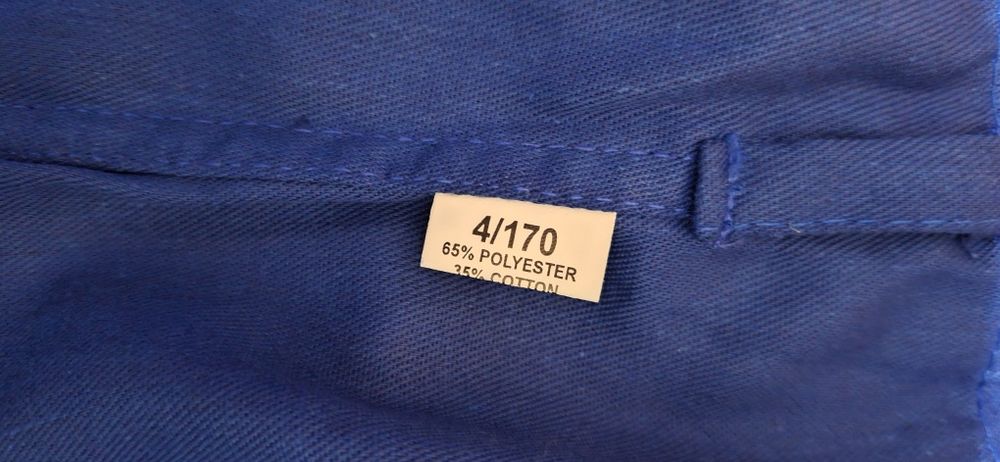 4/170
65% POLYESTER
35% COTTON